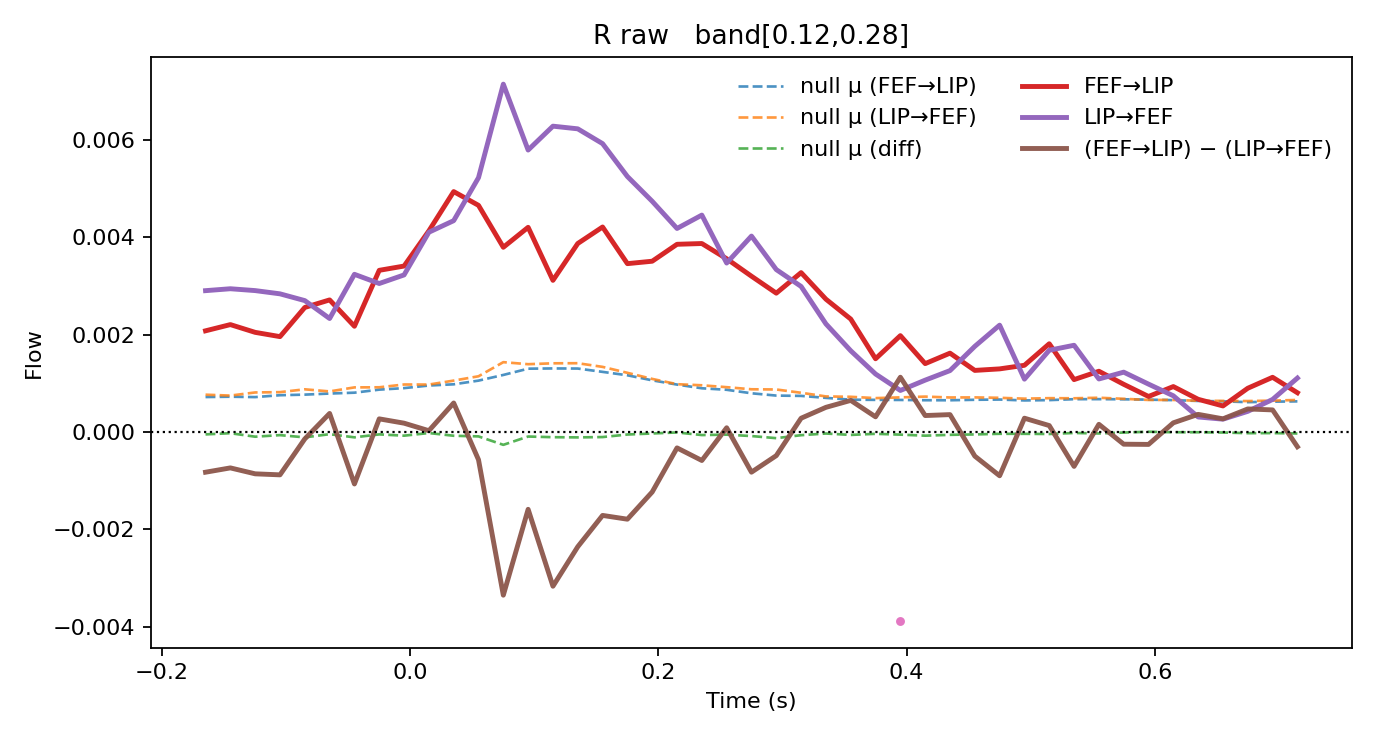 R raw   band[0.12,0.28]
null μ (FEF→LIP)
null μ (LIP→FEF)
null μ (diff)
FEF→LIP
LIP→FEF
(FEF→LIP) − (LIP→FEF)
Flow
0.006
0.004
0.002
0.000
−0.002
−0.004
−0.2
0.0
0.2
0.4
0.6
Time (s)